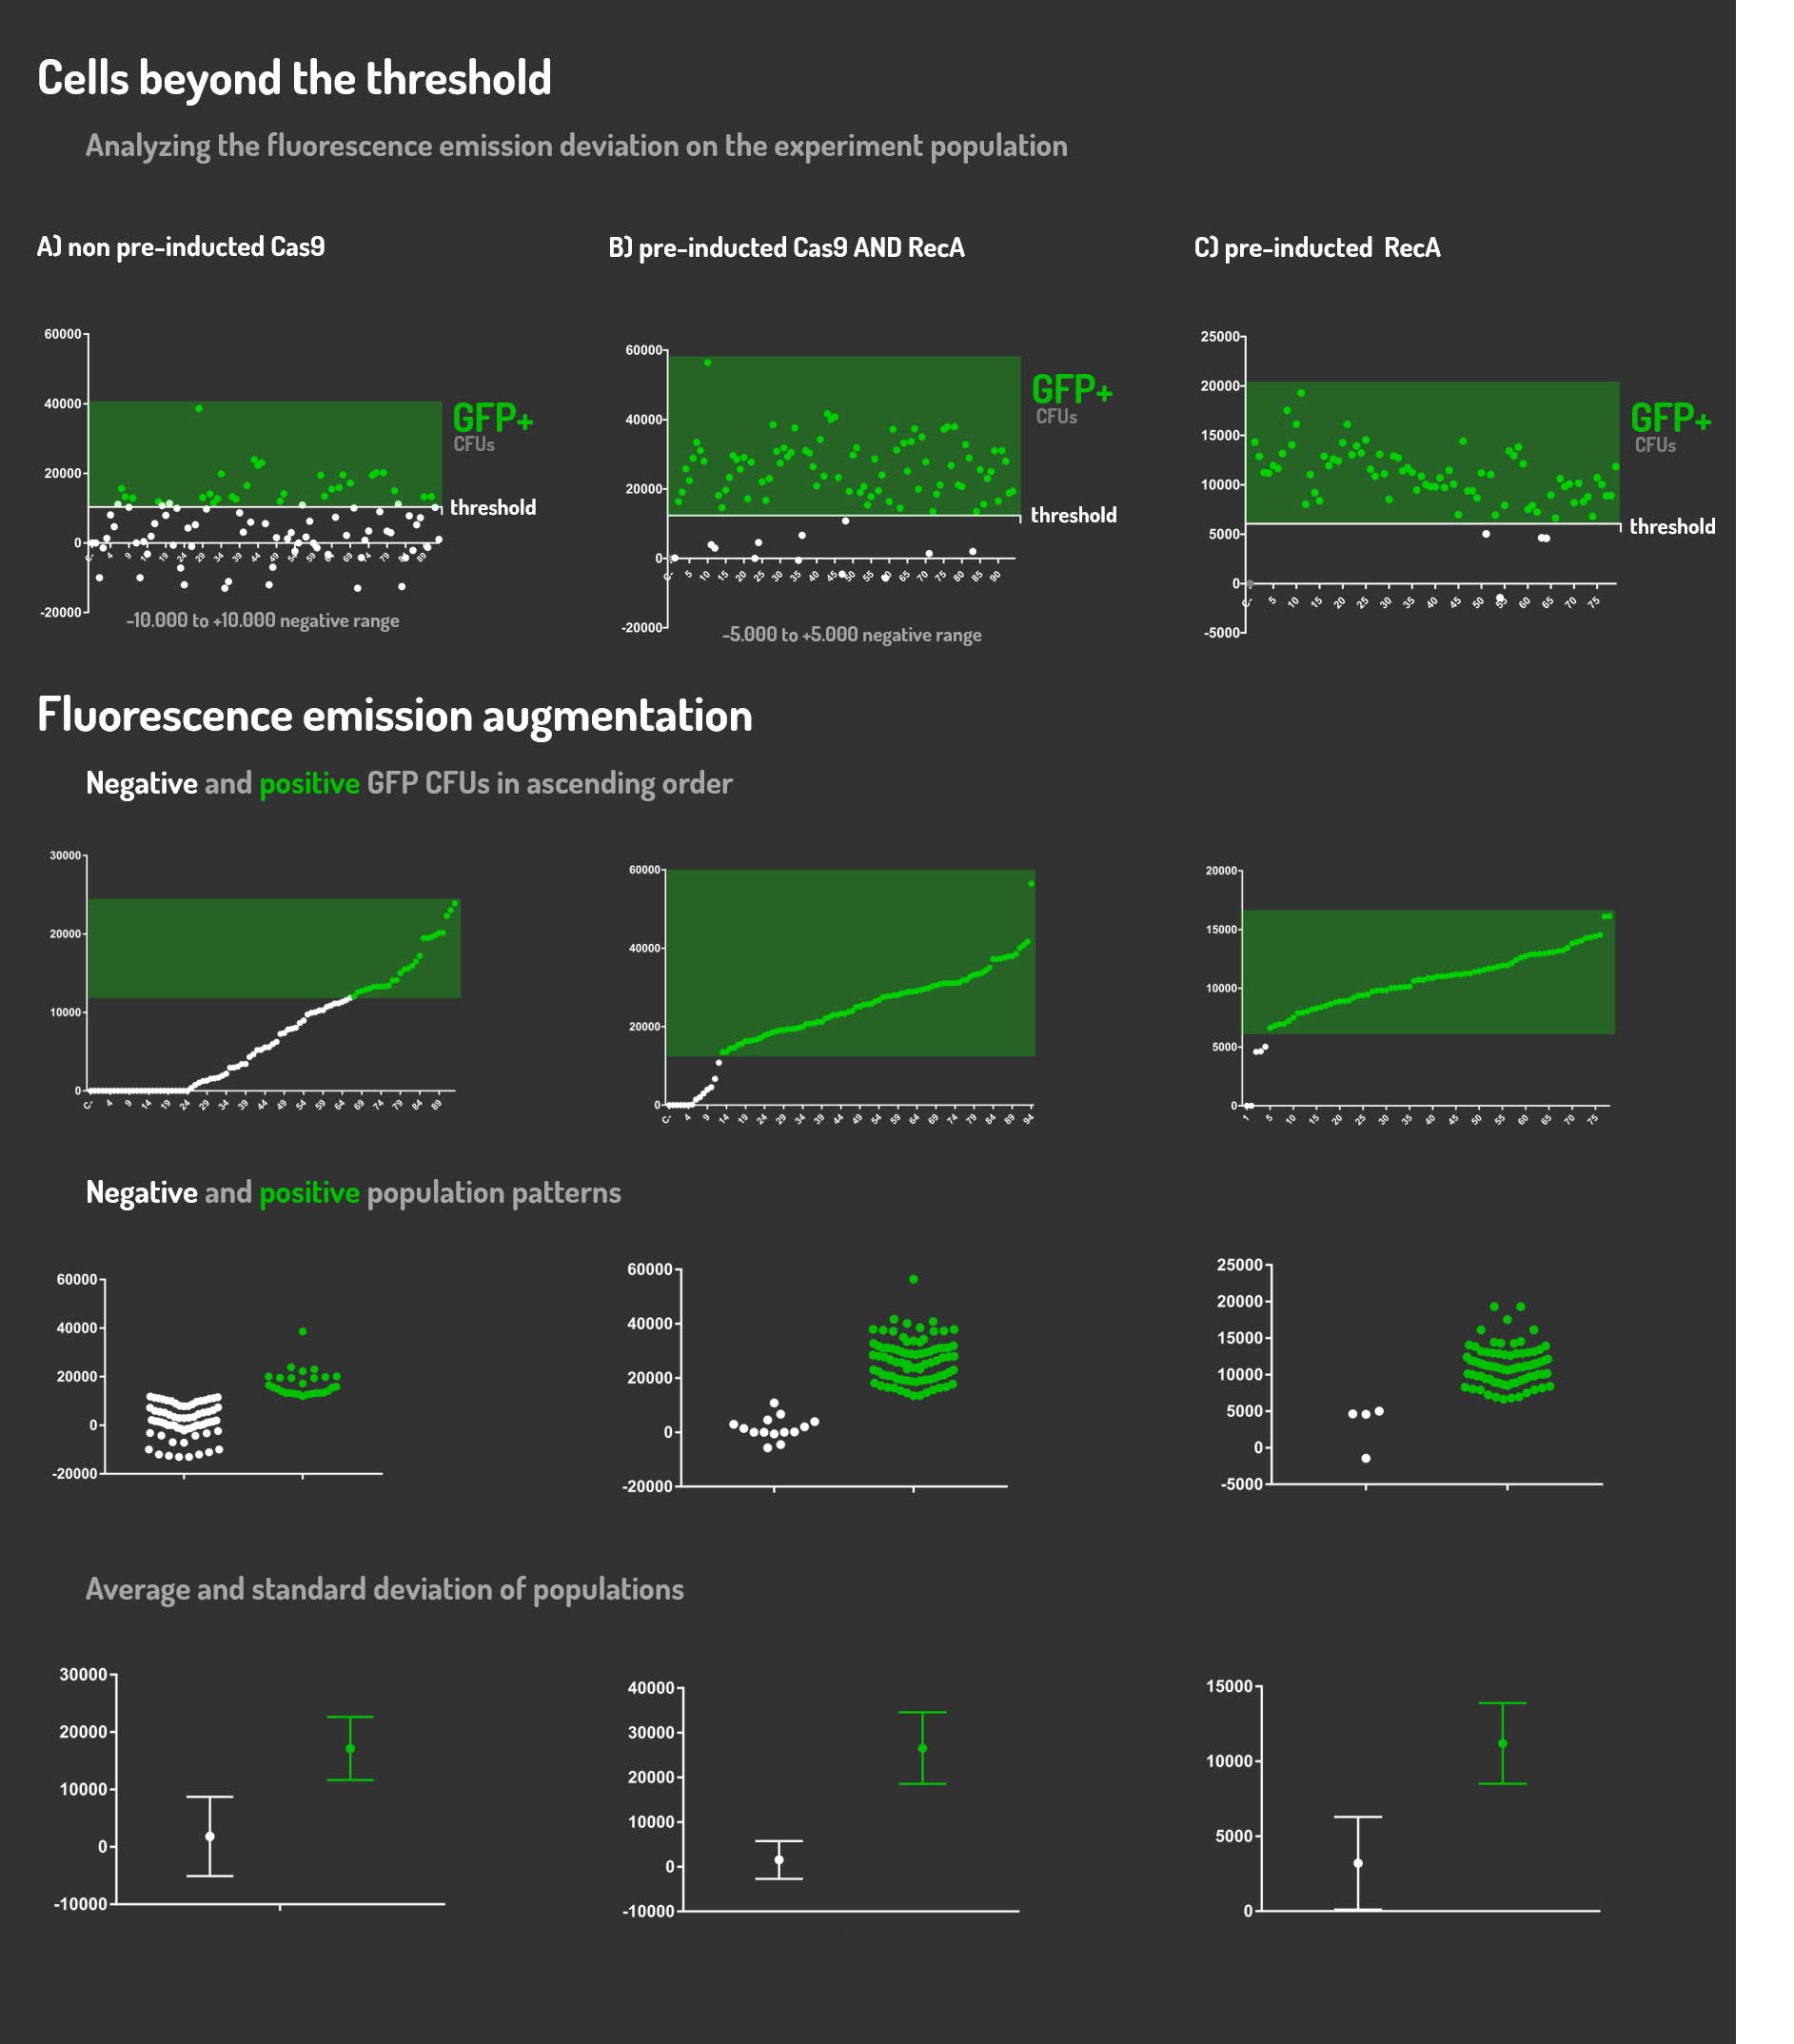 Cells beyond the threshold
Analyzing the fluorescence emission deviation on the experiment population
A) non pre-inducted Cas9
60000
40000
20000
0
-20000
GFP+
CFUs
threshold
C- 4 9 14 19 24 29 34 39 44 49 54 59 64 69 74 79 84 89
-10.000 to +10.000 negative range
B) pre-inducted Cas9 AND RecA
60000
40000
20000
0
-20000
GFP+
CFUs
threshold
C- 5 10 15 20 25 30 35 40 45 50 55 60 65 70 75 80 85 90
-5.000 to +5.000 negative range
C) pre-inducted RecA
25000
20000
15000
10000
5000
0
-5000
GFP+
CFUs
threshold
C- 5 10 15 20 25 30 35 40 45 50 55 60 65 70 75
Fluorescence emission augmentation
Negative and positive GFP CFUs in ascending order
30000
20000
10000
0
C- 4 9 14 19 24 29 34 39 44 49 54 59 64 69 74 79 84 89
60000
40000
20000
0
C- 4 9 14 19 24 29 34 39 44 49 54 59 64 69 74 79 84 89 94
20000
15000
10000
5000
0
1 5 10 15 20 25 30 35 40 45 50 55 60 65 70 75
Negative and positive population patterns
60000
40000
20000
0
-20000
60000
40000
20000
0
-20000
25000
20000
15000
10000
5000
0
-5000
Average and standard deviation of populations
30000
20000
10000
0
-10000
40000
30000
20000
10000
0
-10000
15000
10000
5000
0